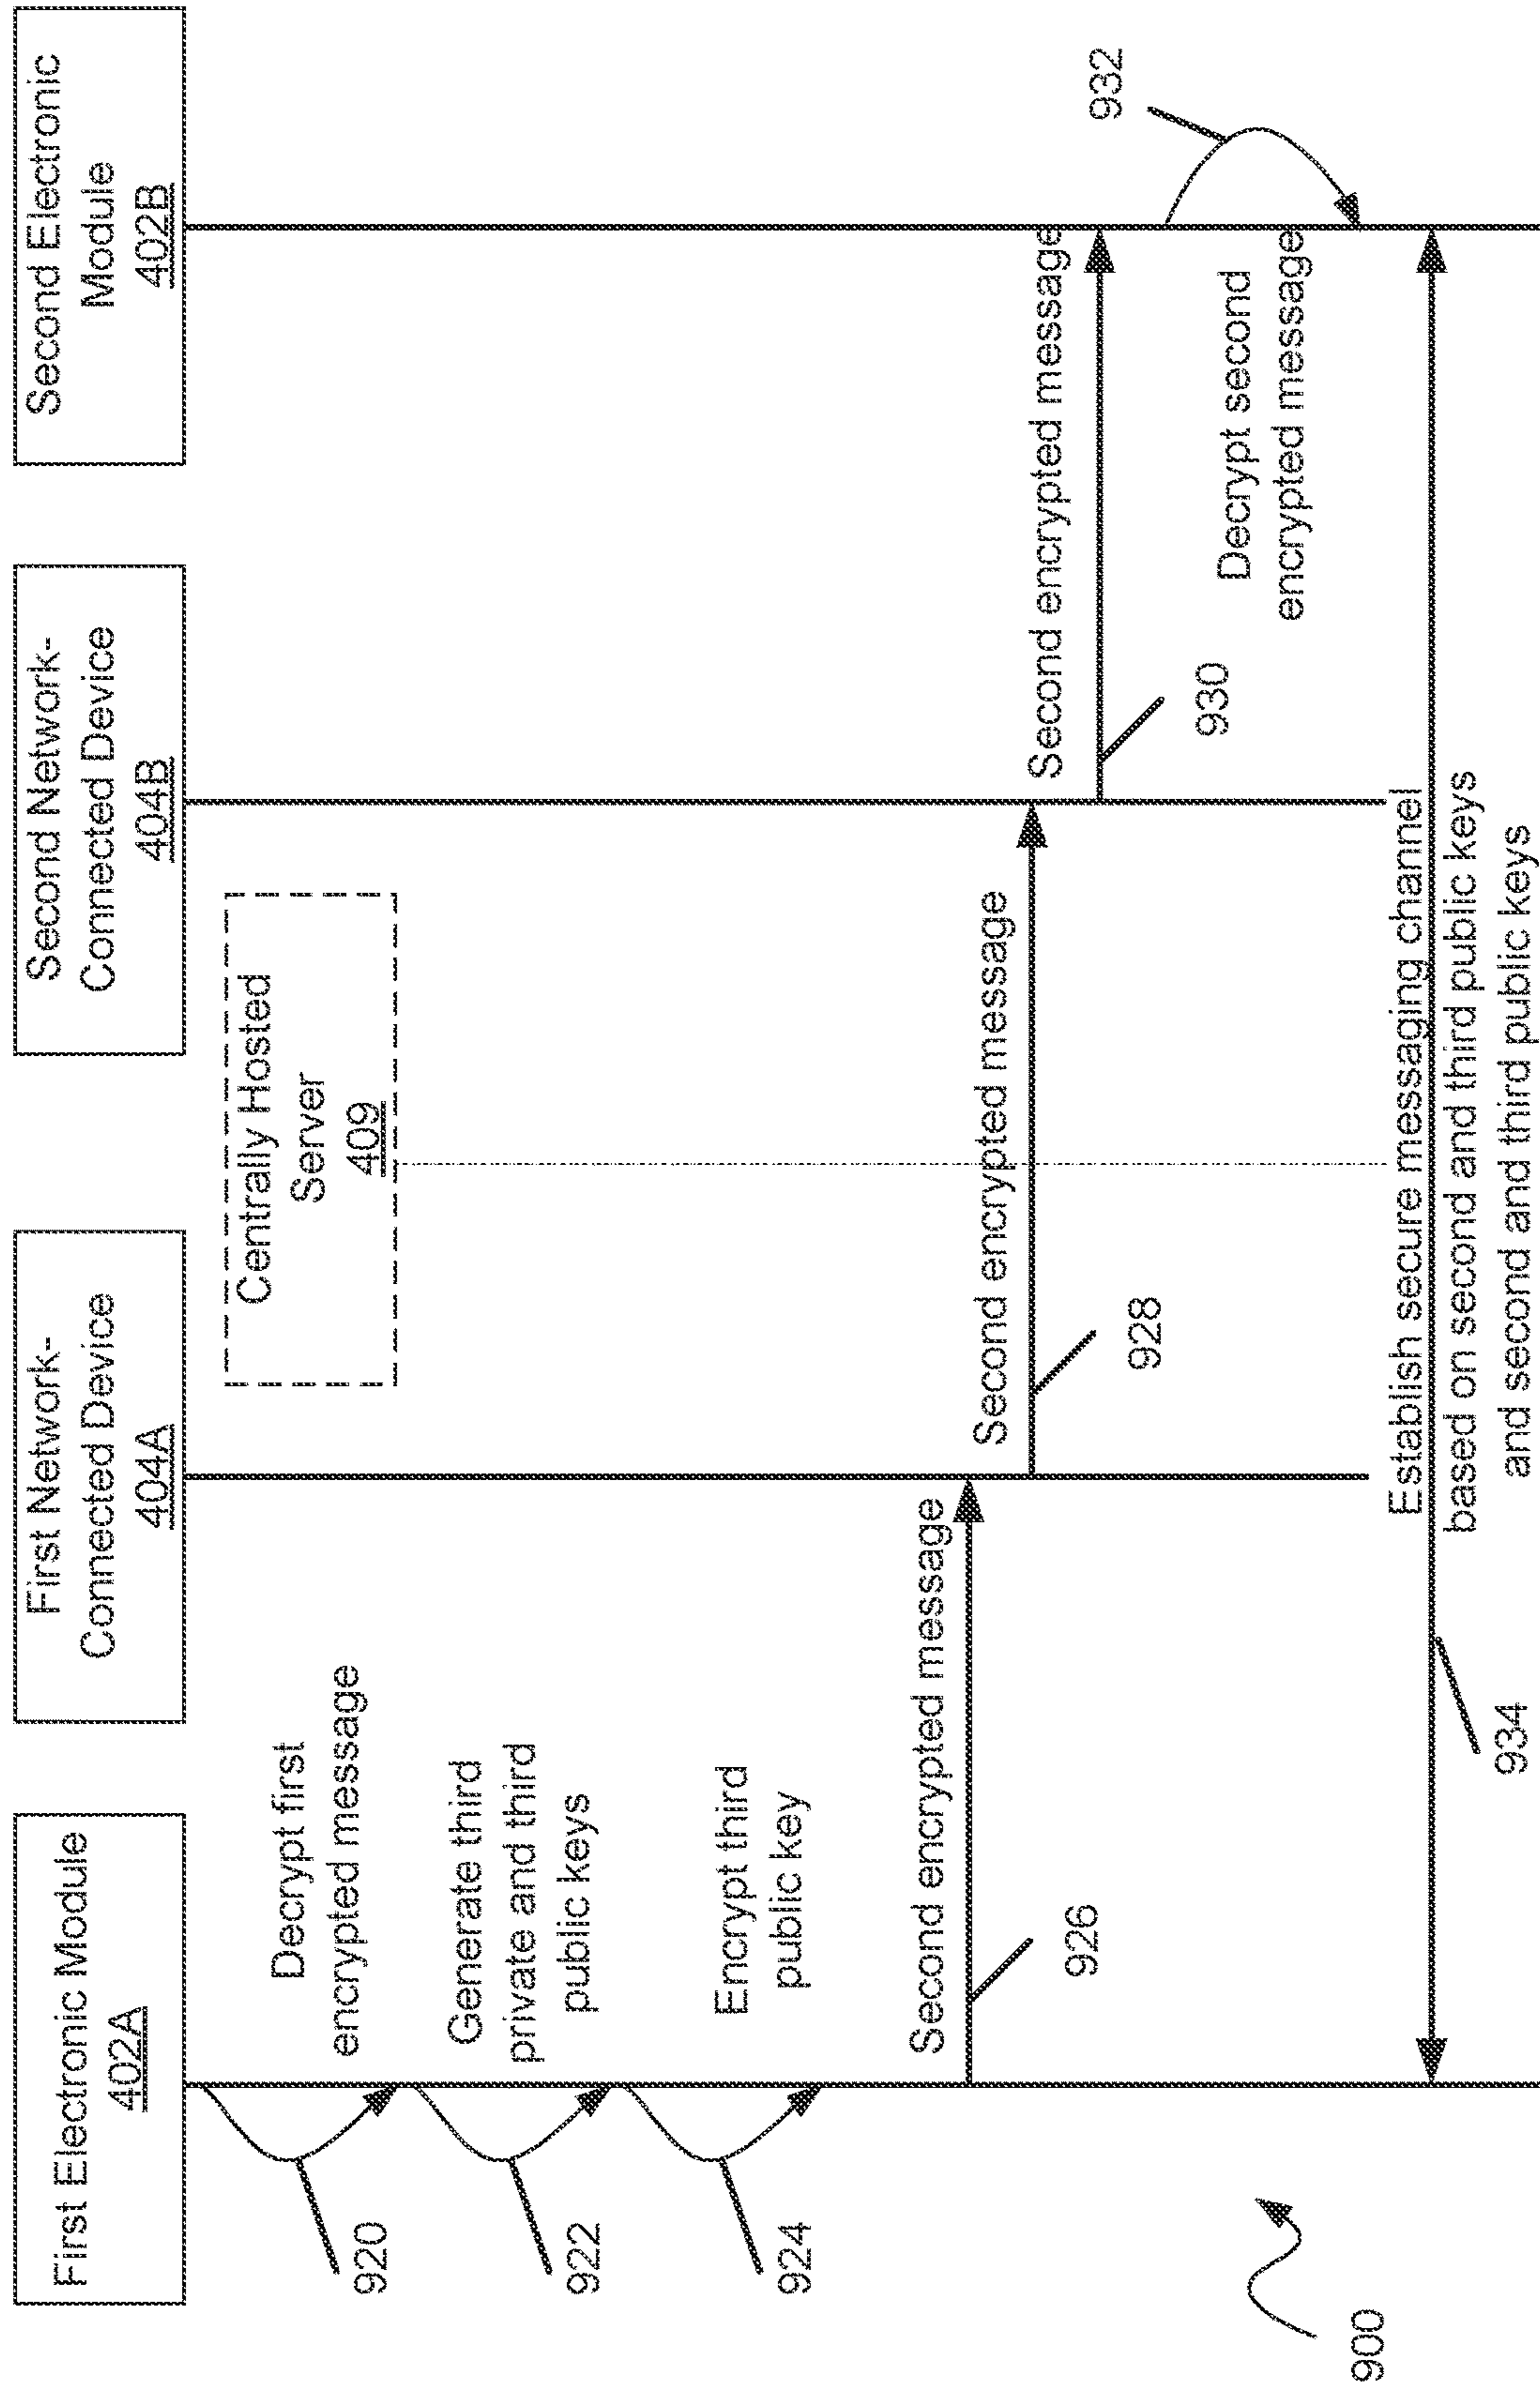 First Electronic Module
402A
First Network-
Connected Device
404A
Centrally Hosted
Server
409
Second Network-
Connected Device
404B
Second Electronic
Module
402B
Decrypt first
encrypted message
920
Generate third
private and third
public keys
922
Encrypt third
public key
924
Second encrypted message
926
Second encrypted message
928
Second encrypted message
930
Decrypt second
encrypted message
932
Establish secure messaging channel
based on second and third public keys
and second and third public keys
934
900